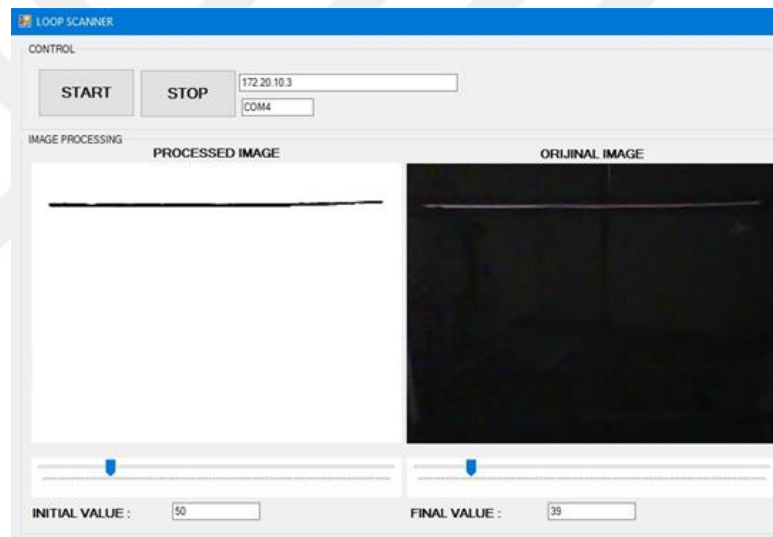 LOOP SCANNER
CONTROL
START
STOP
172.20.10.3
COM4
IMAGE PROCESSING
PROCESSED IMAGE
ORIJINAL IMAGE
INITIAL VALUE : 50
FINAL VALUE : 39